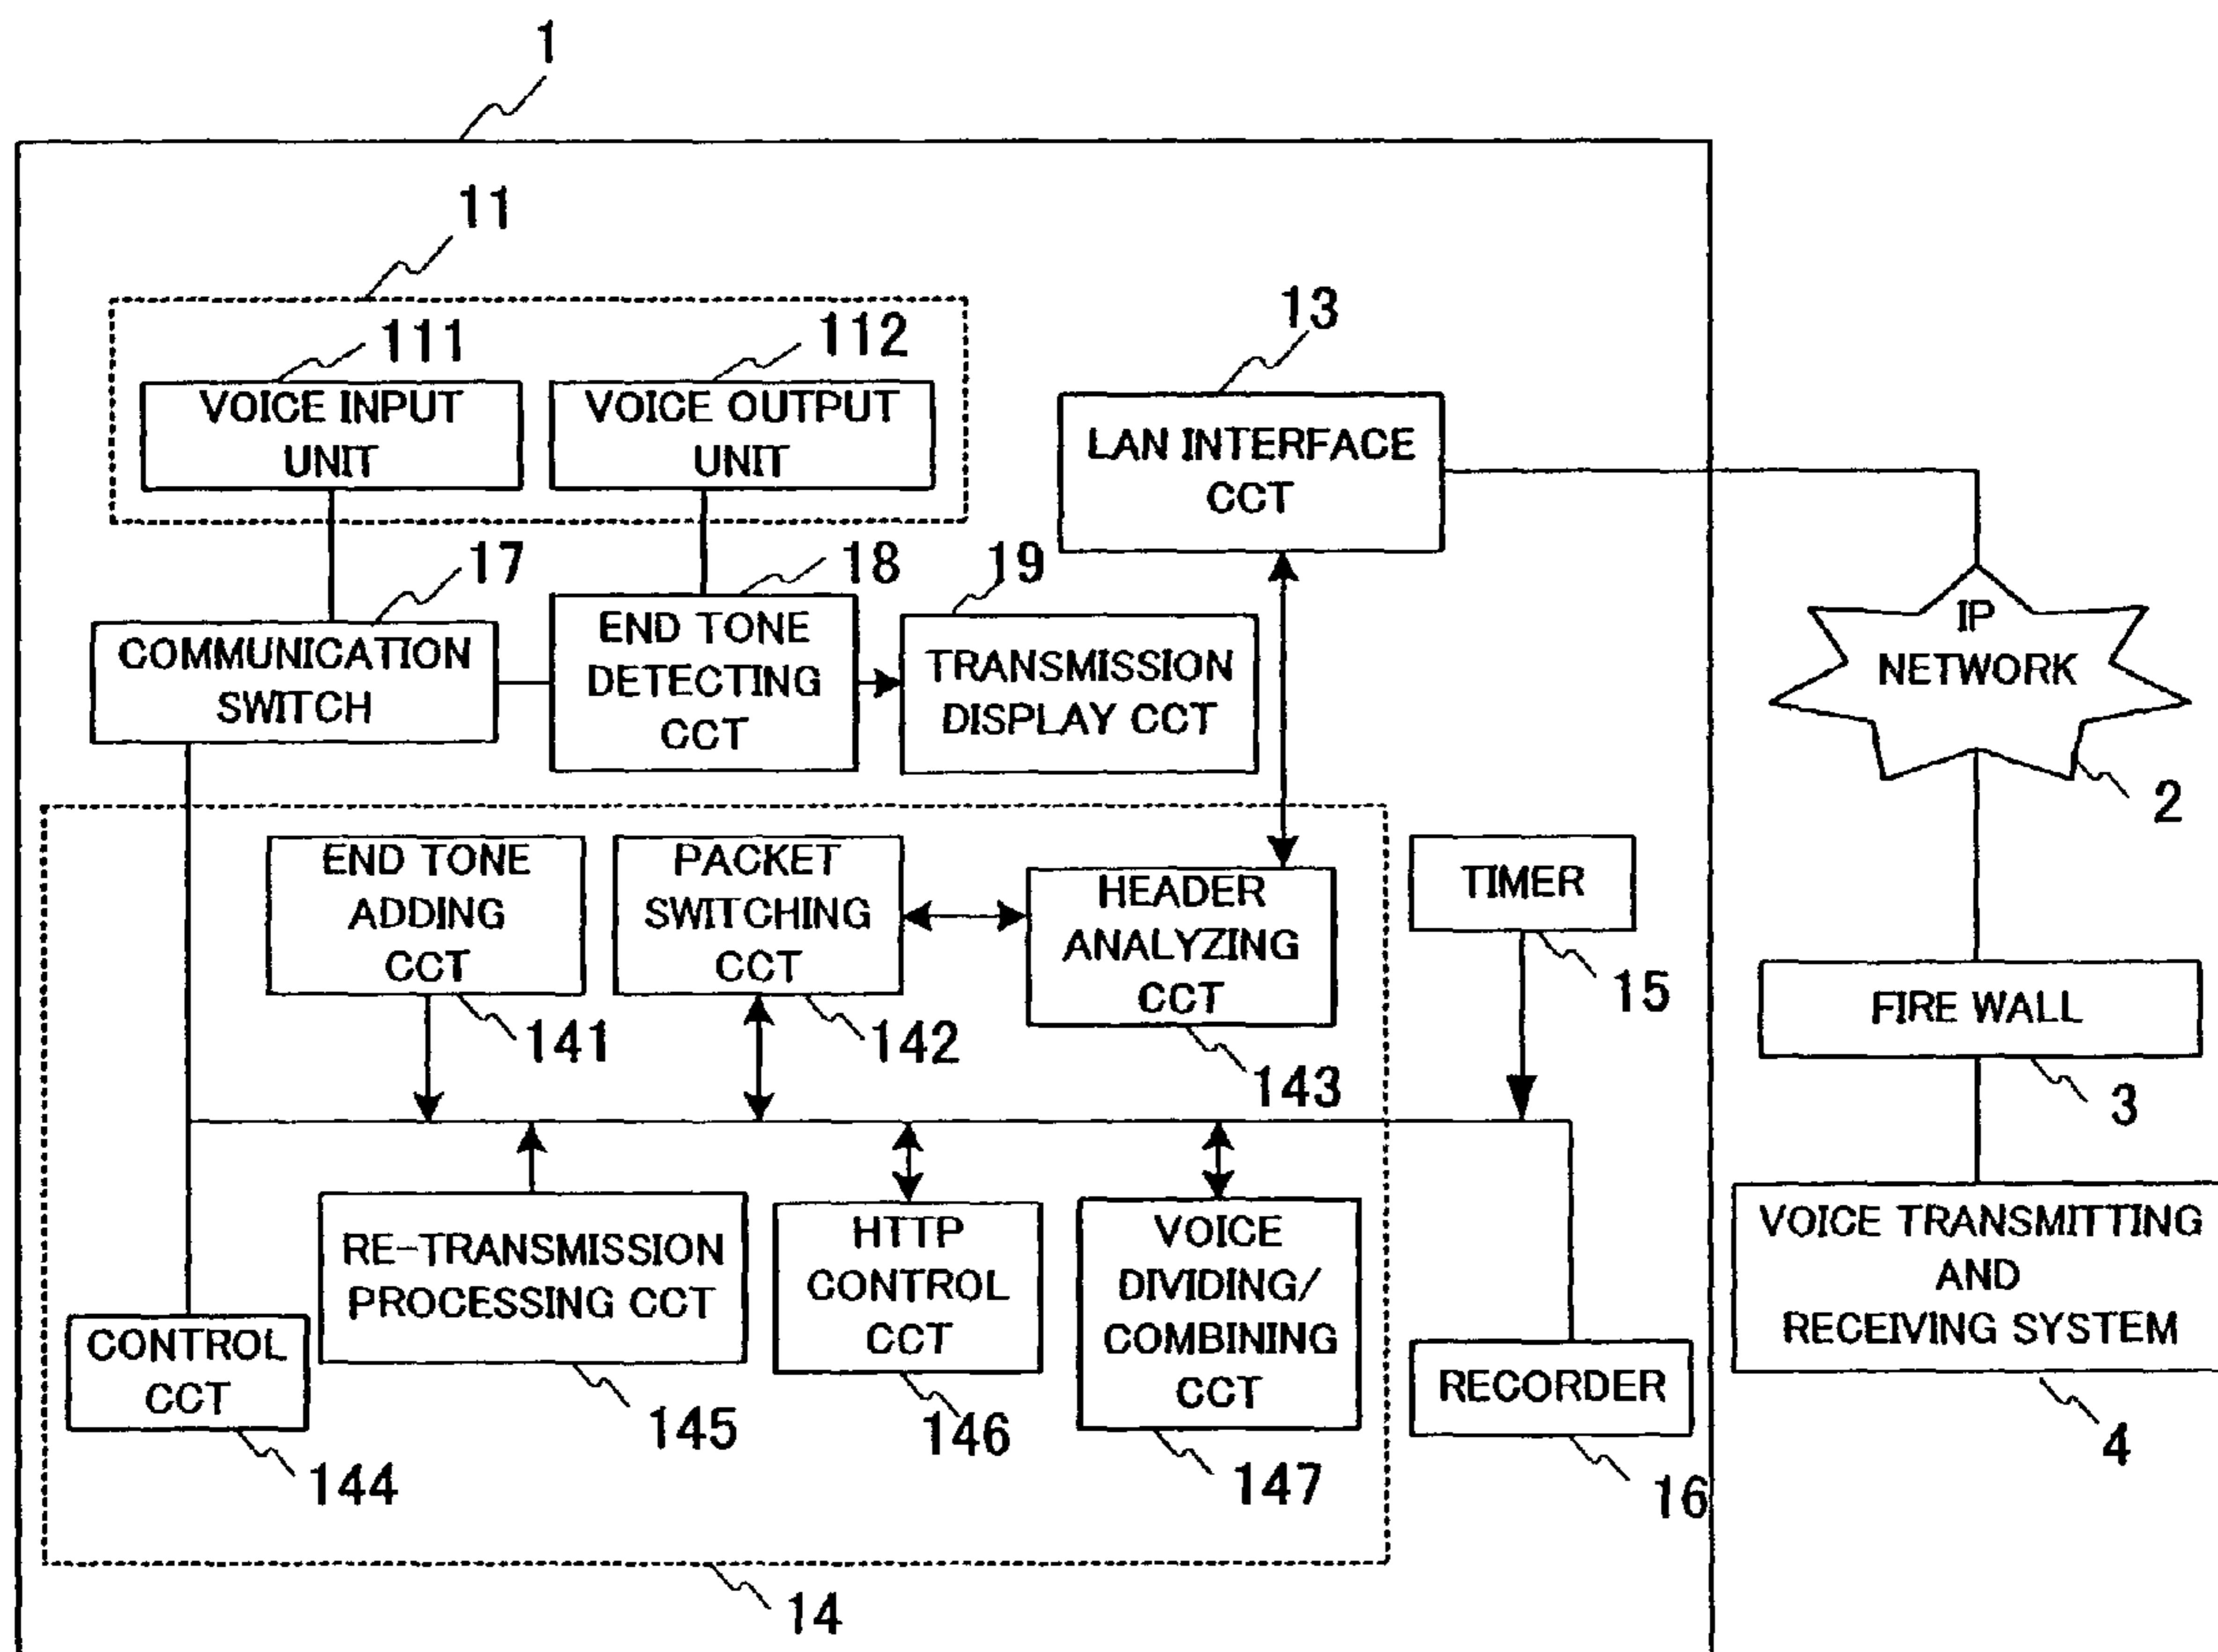 1
11
111
112
13
VOICE INPUT
UNIT
VOICE OUTPUT
UNIT
LAN INTERFACE
CCT
17
18
19
COMMUNICATION
SWITCH
END TONE
DETECTING
CCT
TRANSMISSION
DISPLAY CCT
IP
NETWORK
2
END TONE
ADDING
CCT
141
PACKET
SWITCHING
CCT
142
HEADER
ANALYZING
CCT
143
TIMER
15
FIRE WALL
3
CONTROL
CCT
144
RE-TRANSMISSION
PROCESSING CCT
145
HTTP
CONTROL
CCT
146
VOICE
DIVIDING/
COMBINING
CCT
147
RECORDER
16
VOICE TRANSMITTING
AND
RECEIVING SYSTEM
4
14